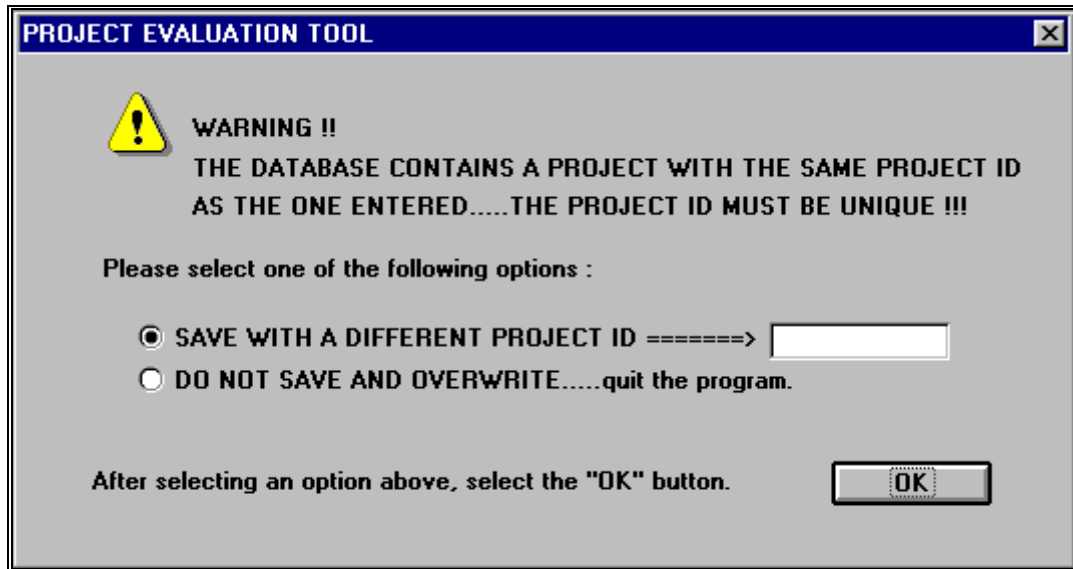 PROJECT EVALUATION TOOL
WARNING !!
THE DATABASE CONTAINS A PROJECT WITH THE SAME PROJECT ID
AS THE ONE ENTERED.....THE PROJECT ID MUST BE UNIQUE !!!
Please select one of the following options :
SAVE WITH A DIFFERENT PROJECT ID =======>
DO NOT SAVE AND OVERWRITE.....quit the program.
After selecting an option above, select the "OK" button.
OK